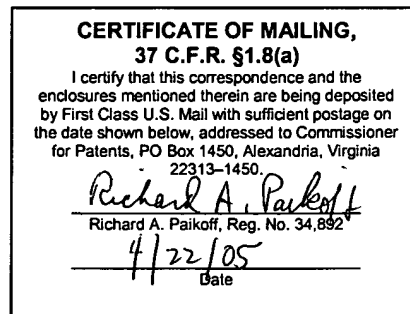 CERTIFICATE OF MAILING,
37 C.F.R. §1.8(a)
I certify that this correspondence and the
enclosures mentioned therein are being deposited
by First Class U.S. Mail with sufficient postage on
the date shown below, addressed to Commissioner
for Patents, PO Box 1450, Alexandria, Virginia
22313–1450.
Richard A. Paikoff
Richard A. Paikoff, Reg. No. 34,892
4/22/05
Date